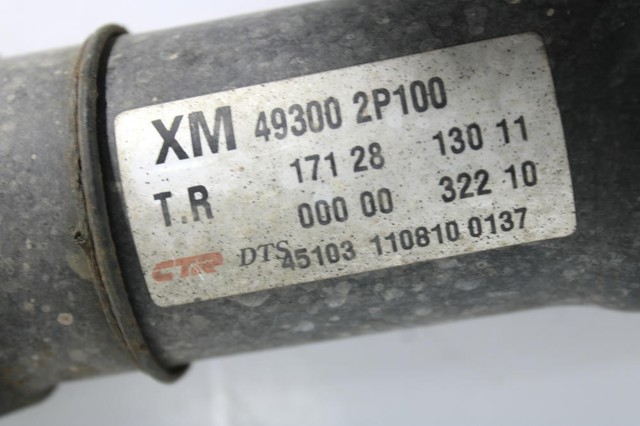 XM 49300 2P100
171 28 130 11
T.R 000 00 322 10
CTR DTS 45103 110810 0137